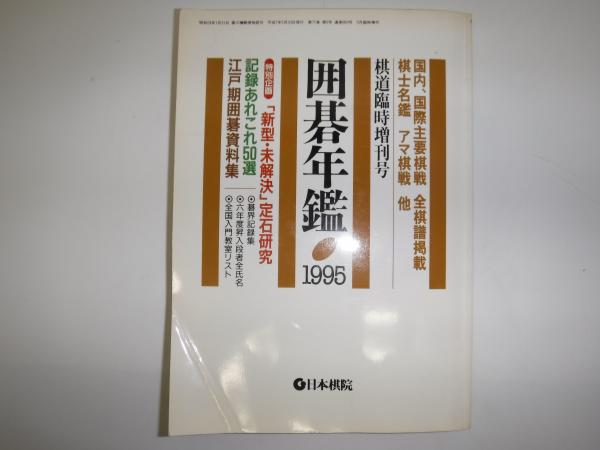 国内、国際主要棋戦 全棋譜掲載
棋士名鑑 アマ棋戦 他
棋道臨時増刊号
囲碁年鑑
1995
特別企画
「新型・未解決」定石研究
記録あれこれ50選
江戸期囲碁資料集
◉碁界記録集
◉六年度昇入段者全氏名
◉全国入門教室リスト
日本棋院